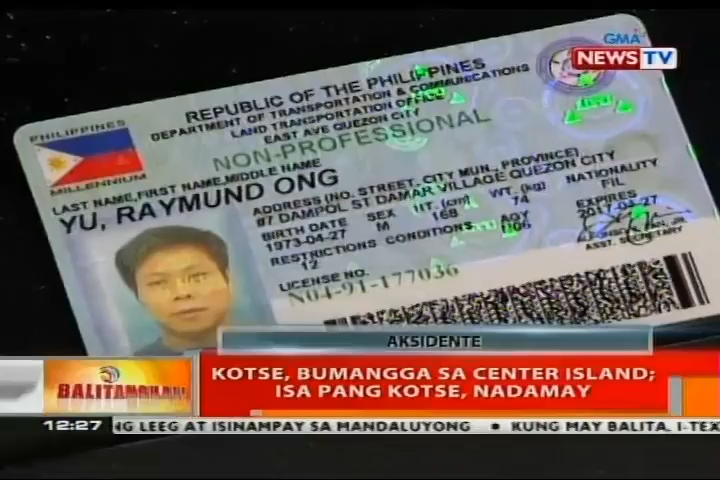 GMA
NEWS TV
REPUBLIC OF THE PHILIPPINES
DEPARTMENT OF TRANSPORTATION & COMMUNICATIONS
LAND TRANSPORTATION OFFICE
EAST AVE QUEZON CITY
PHILIPPINES
MILLENNIUM
NON-PROFESSIONAL
LAST NAME, FIRST NAME, MIDDLE NAME
YU, RAYMUND ONG
ADDRESS (NO. STREET, CITY MUN., PROVINCE)
#7 DAMPOL ST DAMAR VILLAGE QUEZON CITY
BIRTH DATE SEX HT. (cm) WT. (kg) NATIONALITY
1973-04-27 M 168 74 FIL
RESTRICTIONS CONDITIONS AGY EXPIRES
12
LICENSE NO.
N04-91-177036
ASST. SECRETARY
AKSIDENTE
KOTSE, BUMANGGA SA CENTER ISLAND;
ISA PANG KOTSE, NADAMAY
12:27 NG LEEG AT ISINAMPAY SA MANDALUYONG • KUNG MAY BALITA, I-TEX